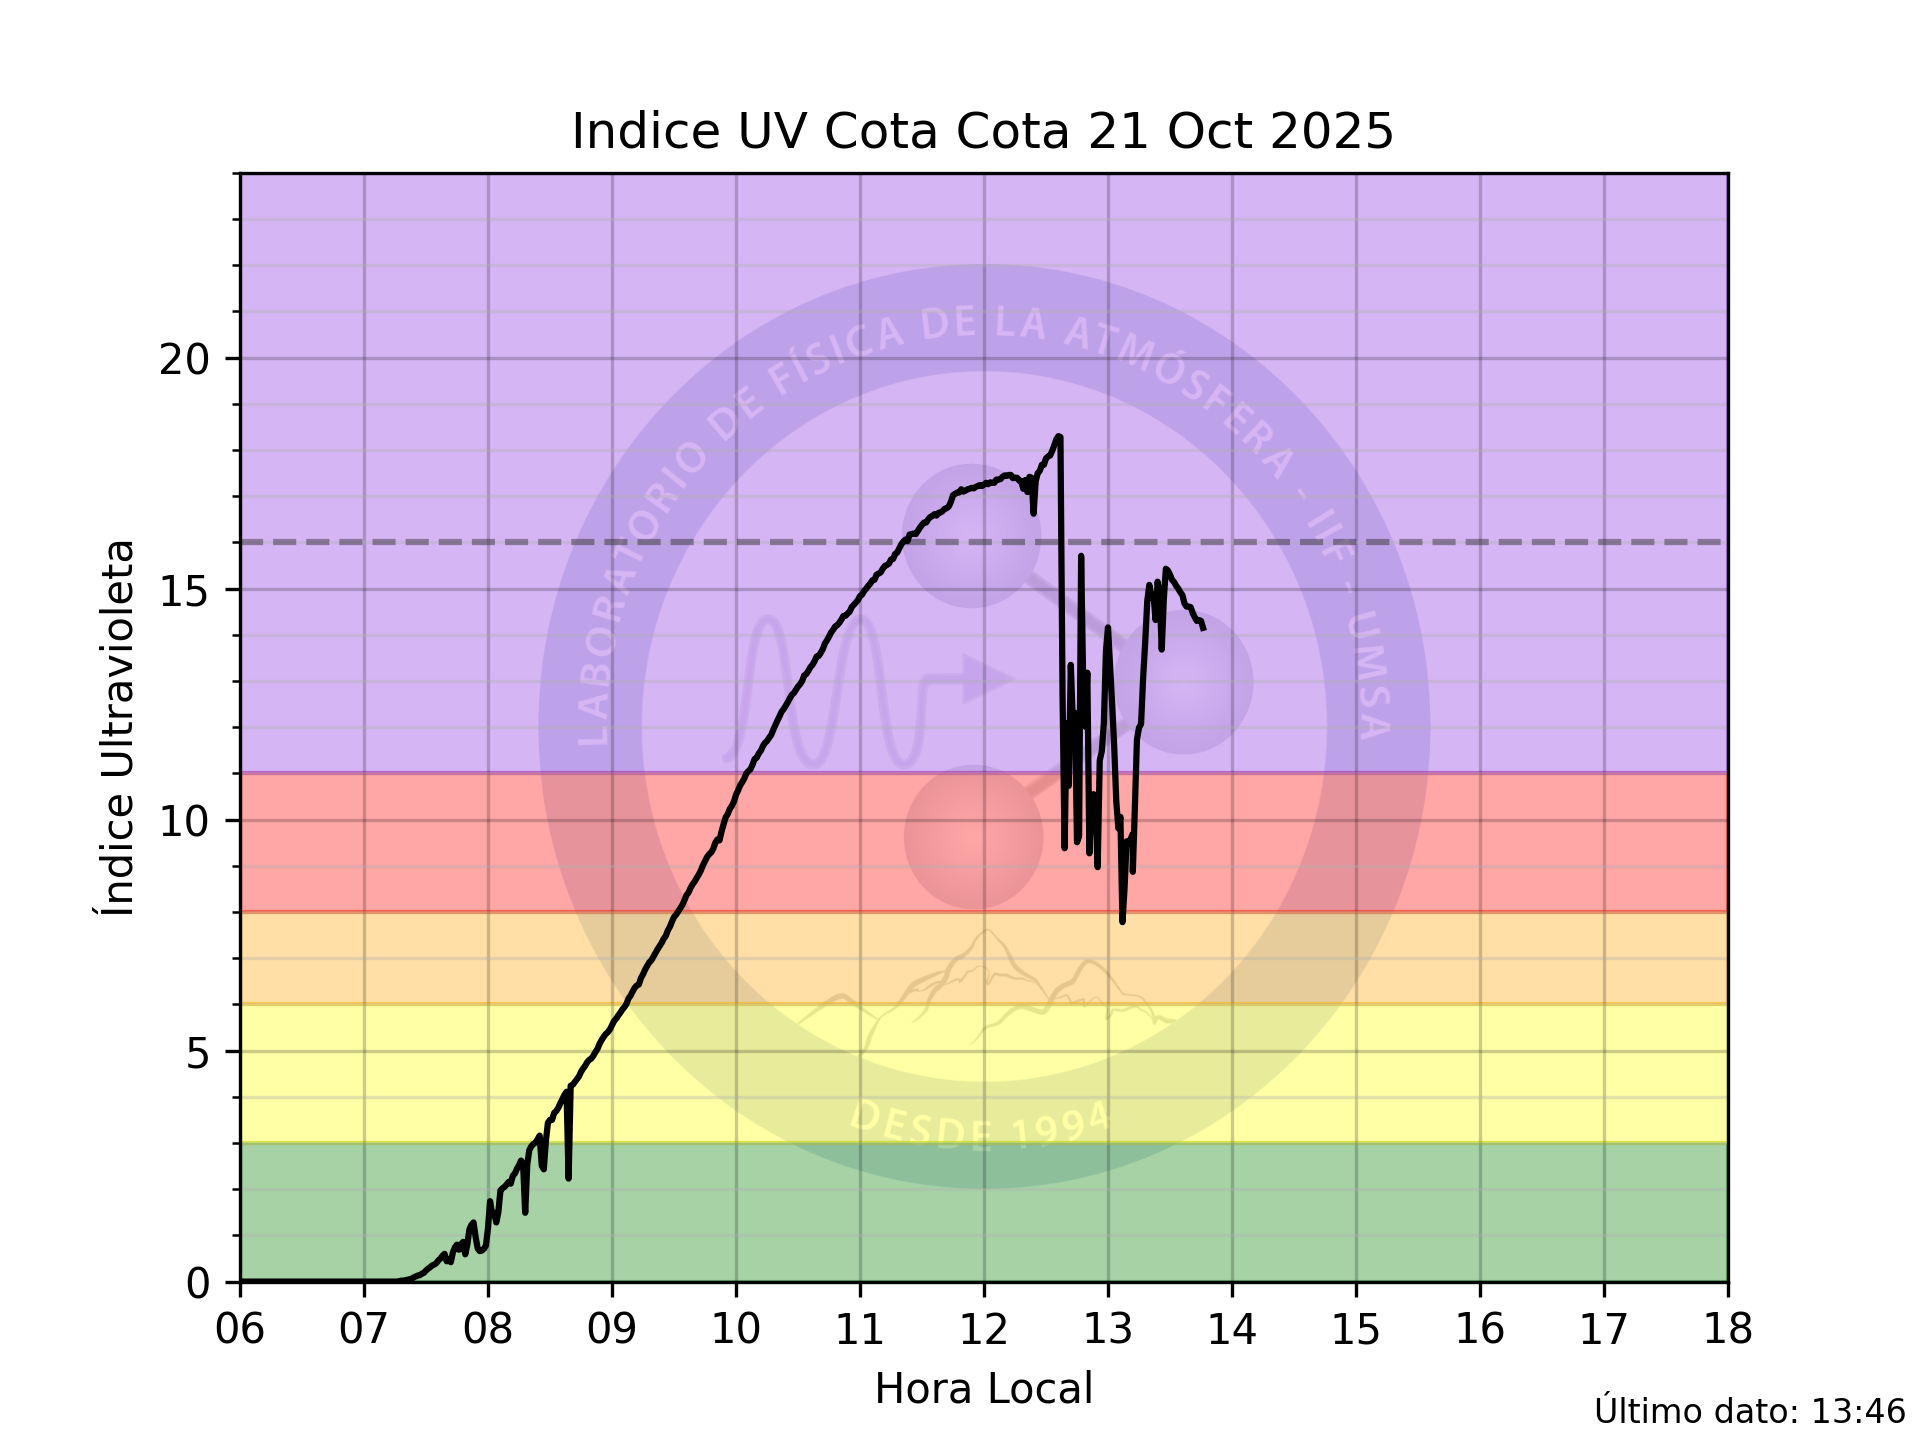 Indice UV Cota Cota 21 Oct 2025
Índice Ultravioleta
20
15
10
5
0
LABORATORIO DE FÍSICA DE LA ATMÓSFERA - IIF - UMSA
DESDE 1994
06 07 08 09 10 11 12 13 14 15 16 17 18
Hora Local
Último dato: 13:46